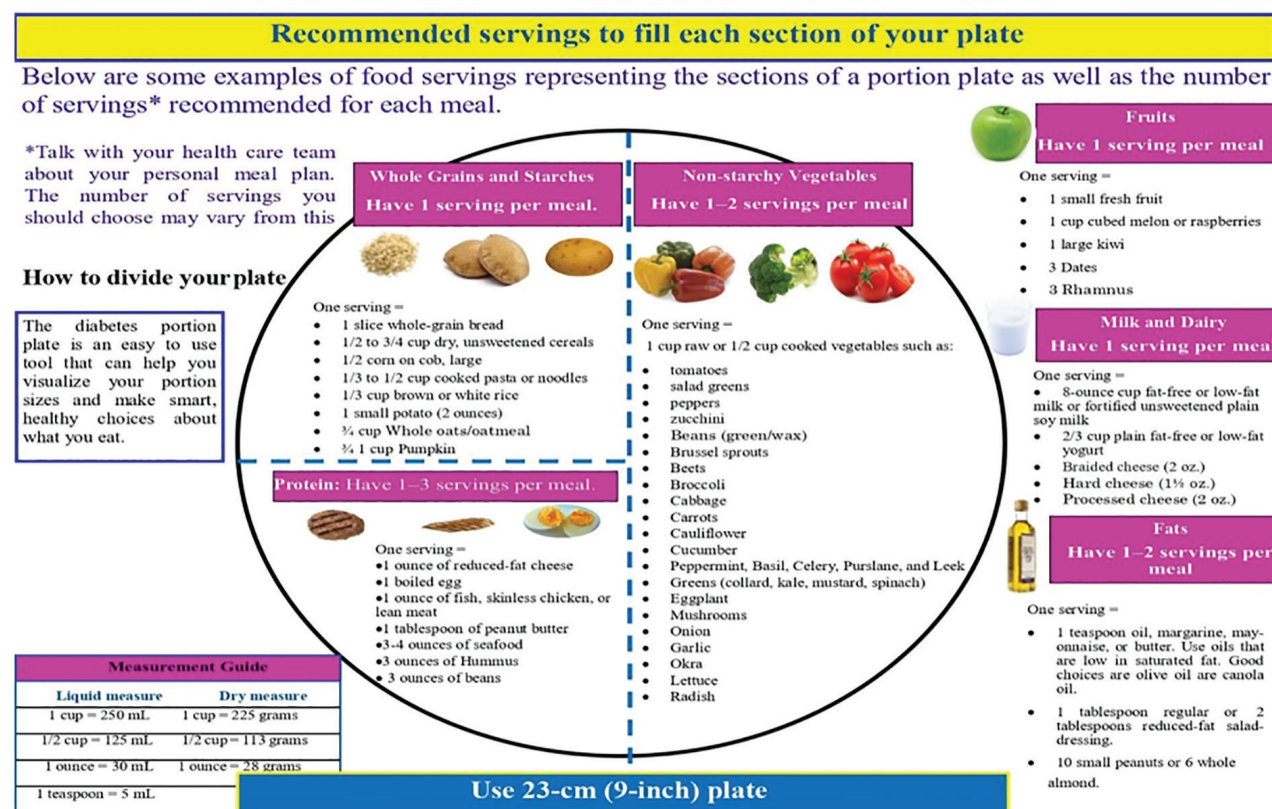 Recommended servings to fill each section of your plate
Below are some examples of food servings representing the sections of a portion plate as well as the number
of servings* recommended for each meal.
*Talk with your health care team
about your personal meal plan.
The number of servings you
should choose may vary from this
How to divide your plate
The diabetes portion
plate is an easy to use
tool that can help you
visualize your portion
sizes and make smart,
healthy choices about
what you eat.
Whole Grains and Starches
Have 1 serving per meal.
One serving =
• 1 slice whole-grain bread
• 1/2 to 3/4 cup dry, unsweetened cereals
• 1/2 corn on cob, large
• 1/3 to 1/2 cup cooked pasta or noodles
• 1/3 cup brown or white rice
• 1 small potato (2 ounces)
• ¾ cup Whole oats/oatmeal
• ¾ 1 cup Pumpkin
Protein: Have 1–3 servings per meal.
One serving =
•1 ounce of reduced-fat cheese
•1 boiled egg
•1 ounce of fish, skinless chicken, or
lean meat
•1 tablespoon of peanut butter
•3-4 ounces of seafood
•3 ounces of Hummus
• 3 ounces of beans
Non-starchy Vegetables
Have 1–2 servings per meal
One serving =
1 cup raw or 1/2 cup cooked vegetables such as:
• tomatoes
• salad greens
• peppers
• zucchini
• Beans (green/wax)
• Brussel sprouts
• Beets
• Broccoli
• Cabbage
• Carrots
• Cauliflower
• Cucumber
• Peppermint, Basil, Celery, Purslane, and Leek
• Greens (collard, kale, mustard, spinach)
• Eggplant
• Mushrooms
• Onion
• Garlic
• Okra
• Lettuce
• Radish
Fruits
Have 1 serving per meal
One serving =
• 1 small fresh fruit
• 1 cup cubed melon or raspberries
• 1 large kiwi
• 3 Dates
• 3 Rhamnus
Milk and Dairy
Have 1 serving per mea
One serving =
• 8-ounce cup fat-free or low-fat
milk or fortified unsweetened plain
soy milk
• 2/3 cup plain fat-free or low-fat
yogurt
• Braided cheese (2 oz.)
• Hard cheese (1½ oz.)
• Processed cheese (2 oz.)
Fats
Have 1–2 servings per
meal
One serving =
• 1 teaspoon oil, margarine, may-
onnaise, or butter. Use oils that
are low in saturated fat. Good
choices are olive oil are canola
oil.
• 1 tablespoon regular or 2
tablespoons reduced-fat salad-
dressing.
• 10 small peanuts or 6 whole
almond.
Measurement Guide
Liquid measure Dry measure
1 cup = 250 mL 1 cup = 225 grams
1/2 cup = 125 mL 1/2 cup = 113 grams
1 ounce = 30 mL 1 ounce = 28 grams
1 teaspoon = 5 mL
Use 23-cm (9-inch) plate